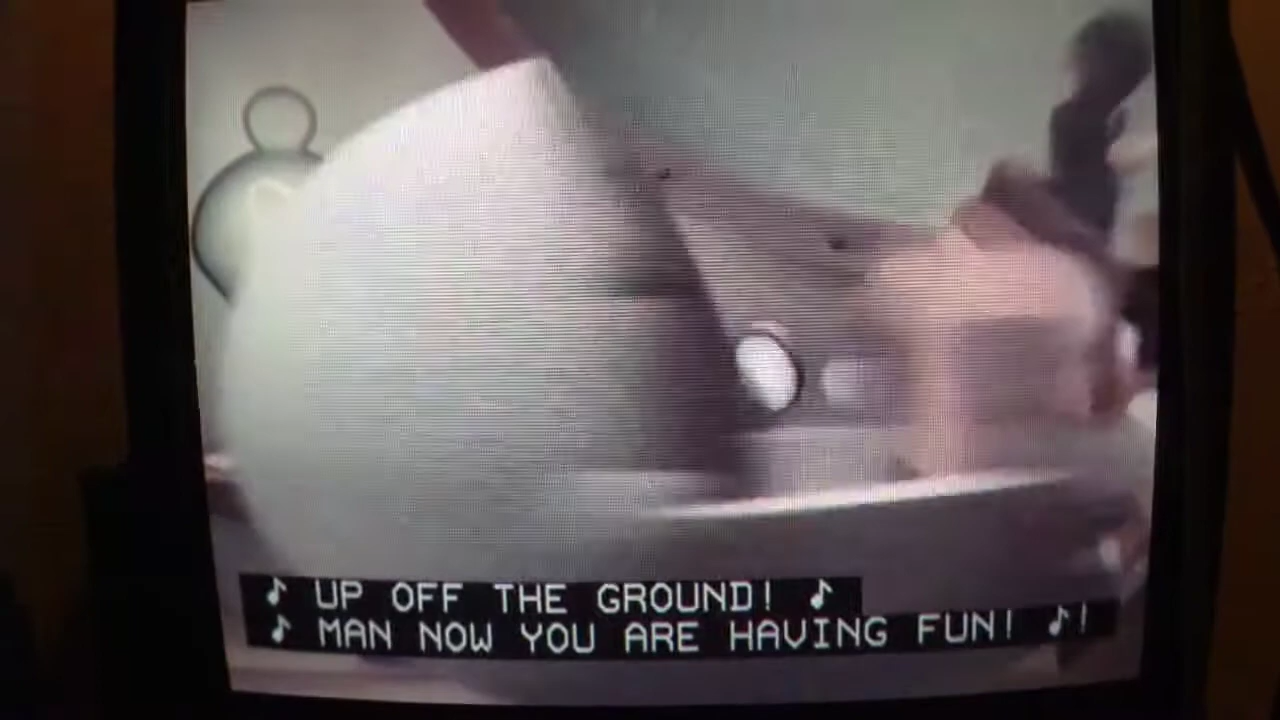 ♪ UP OFF THE GROUND! ♪
♪ MAN NOW YOU ARE HAVING FUN! ♪!